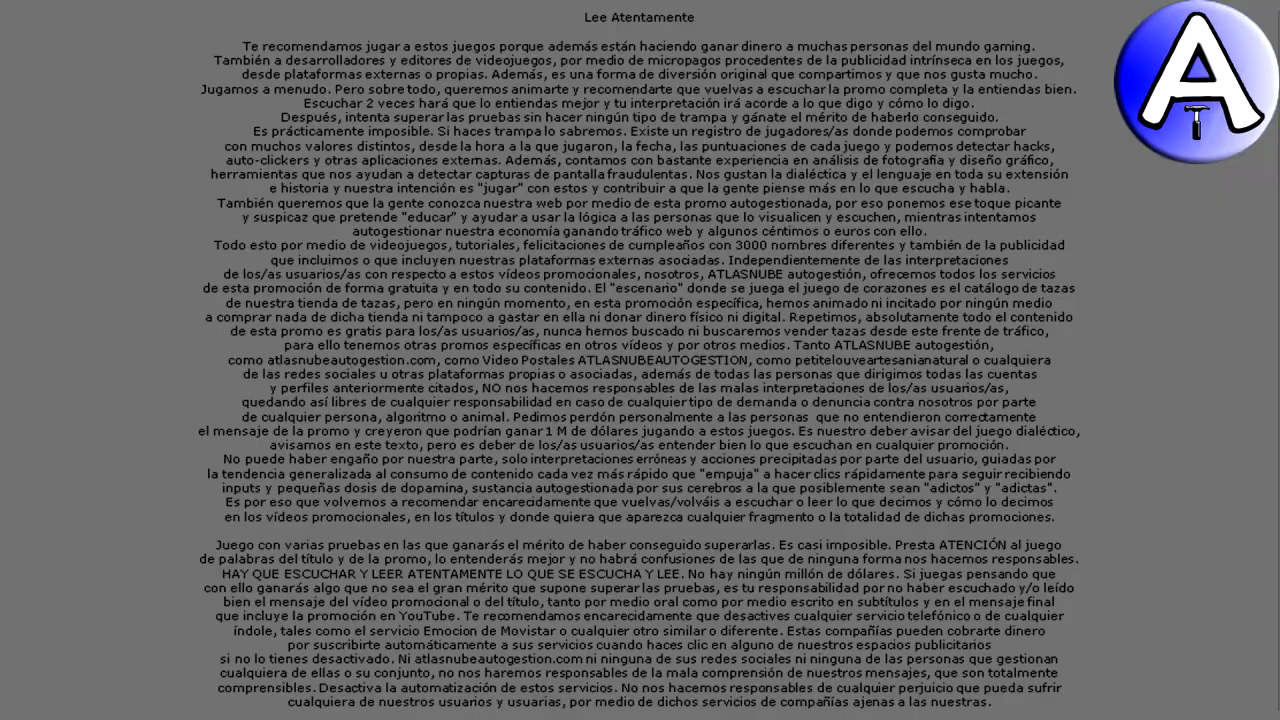 Lee Atentamente
Te recomendamos jugar a estos juegos porque además están haciendo ganar dinero a muchas personas del mundo gaming.
También a desarrolladores y editores de videojuegos, por medio de micropagos procedentes de la publicidad intrínseca en los juegos,
desde plataformas externas o propias. Además, es una forma de diversión original que compartimos y que nos gusta mucho.
Jugamos a menudo. Pero sobre todo, queremos animarte y recomendarte que vuelvas a escuchar la promo completa y la entiendas bien.
Escuchar 2 veces hará que lo entiendas mejor y tu interpretación irá acorde a lo que digo y cómo lo digo.
Después, intenta superar las pruebas sin hacer ningún tipo de trampa y gánate el mérito de haberlo conseguido.
Es prácticamente imposible. Si haces trampa lo sabremos. Existe un registro de jugadores/as donde podemos comprobar
con muchos valores distintos, desde la hora a la que jugaron, la fecha, las puntuaciones de cada juego y podemos detectar hacks,
auto-clickers y otras aplicaciones externas. Además, contamos con bastante experiencia en análisis de fotografía y diseño gráfico,
herramientas que nos ayudan a detectar capturas de pantalla fraudulentas. Nos gustan la dialéctica y el lenguaje en toda su extensión
e historia y nuestra intención es "jugar" con estos y contribuir a que la gente piense más en lo que escucha y habla.
También queremos que la gente conozca nuestra web por medio de esta promo autogestionada, por eso ponemos ese toque picante
y suspicaz que pretende "educar" y ayudar a usar la lógica a las personas que lo visualicen y escuchen, mientras intentamos
autogestionar nuestra economía ganando tráfico web y algunos céntimos o euros con ello.
Todo esto por medio de videojuegos, tutoriales, felicitaciones de cumpleaños con 3000 nombres diferentes y también de la publicidad
que incluimos o que incluyen nuestras plataformas externas asociadas. Independientemente de las interpretaciones
de los/as usuarios/as con respecto a estos vídeos promocionales, nosotros, ATLASNUBE autogestión, ofrecemos todos los servicios
de esta promoción de forma gratuita y en todo su contenido. El "escenario" donde se juega el juego de corazones es el catálogo de tazas
de nuestra tienda de tazas, pero en ningún momento, en esta promoción específica, hemos animado ni incitado por ningún medio
a comprar nada de dicha tienda ni tampoco a gastar en ella ni donar dinero físico ni digital. Repetimos, absolutamente todo el contenido
de esta promo es gratis para los/as usuarios/as, nunca hemos buscado ni buscaremos vender tazas desde este frente de tráfico,
para ello tenemos otras promos específicas en otros vídeos y por otros medios. Tanto ATLASNUBE autogestión,
como atlasnubeautogestion.com, como Video Postales ATLASNUBEAUTOGESTION, como petitelouveartesanianatural o cualquiera
de las redes sociales u otras plataformas propias o asociadas, además de todas las personas que dirigimos todas las cuentas
y perfiles anteriormente citados, NO nos hacemos responsables de las malas interpretaciones de los/as usuarios/as,
quedando así libres de cualquier responsabilidad en caso de cualquier tipo de demanda o denuncia contra nosotros por parte
de cualquier persona, algoritmo o animal. Pedimos perdón personalmente a las personas que no entendieron correctamente
el mensaje de la promo y creyeron que podrían ganar 1 M de dólares jugando a estos juegos. Es nuestro deber avisar del juego dialéctico,
avisamos en este texto, pero es deber de los/as usuarios/as entender bien lo que escuchan en cualquier promoción.
No puede haber engaño por nuestra parte, solo interpretaciones erróneas y acciones precipitadas por parte del usuario, guiadas por
la tendencia generalizada al consumo de contenido cada vez más rápido que "empuja" a hacer clics rápidamente para seguir recibiendo
inputs y pequeñas dosis de dopamina, sustancia autogestionada por sus cerebros a la que posiblemente sean "adictos" y "adictas".
Es por eso que volvemos a recomendar encarecidamente que vuelvas/volváis a escuchar o leer lo que decimos y cómo lo decimos
en los vídeos promocionales, en los títulos y donde quiera que aparezca cualquier fragmento o la totalidad de dichas promociones.
Juego con varias pruebas en las que ganarás el mérito de haber conseguido superarlas. Es casi imposible. Presta ATENCIÓN al juego
de palabras del título y de la promo, lo entenderás mejor y no habrá confusiones de las que de ninguna forma nos hacemos responsables.
HAY QUE ESCUCHAR Y LEER ATENTAMENTE LO QUE SE ESCUCHA Y LEE. No hay ningún millón de dólares. Si juegas pensando que
con ello ganarás algo que no sea el gran mérito que supone superar las pruebas, es tu responsabilidad por no haber escuchado y/o leído
bien el mensaje del vídeo promocional o del título, tanto por medio oral como por medio escrito en subtítulos y en el mensaje final
que incluye la promoción en YouTube. Te recomendamos encarecidamente que desactives cualquier servicio telefónico o de cualquier
índole, tales como el servicio Emocion de Movistar o cualquier otro similar o diferente. Estas compañías pueden cobrarte dinero
por suscribirte automáticamente a sus servicios cuando haces clic en alguno de nuestros espacios publicitarios
si no lo tienes desactivado. Ni atlasnubeautogestion.com ni ninguna de sus redes sociales ni ninguna de las personas que gestionan
cualquiera de ellas o su conjunto, no nos haremos responsables de la mala comprensión de nuestros mensajes, que son totalmente
comprensibles. Desactiva la automatización de estos servicios. No nos hacemos responsables de cualquier perjuicio que pueda sufrir
cualquiera de nuestros usuarios y usuarias, por medio de dichos servicios de compañías ajenas a las nuestras.
A